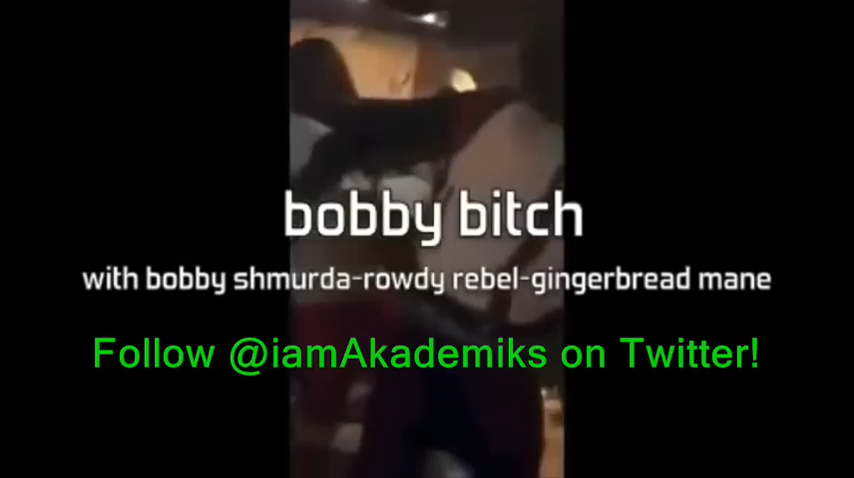 bobby bitch
with bobby shmurda-rowdy rebel-gingerbread mane
Follow @iamAkademiks on Twitter!